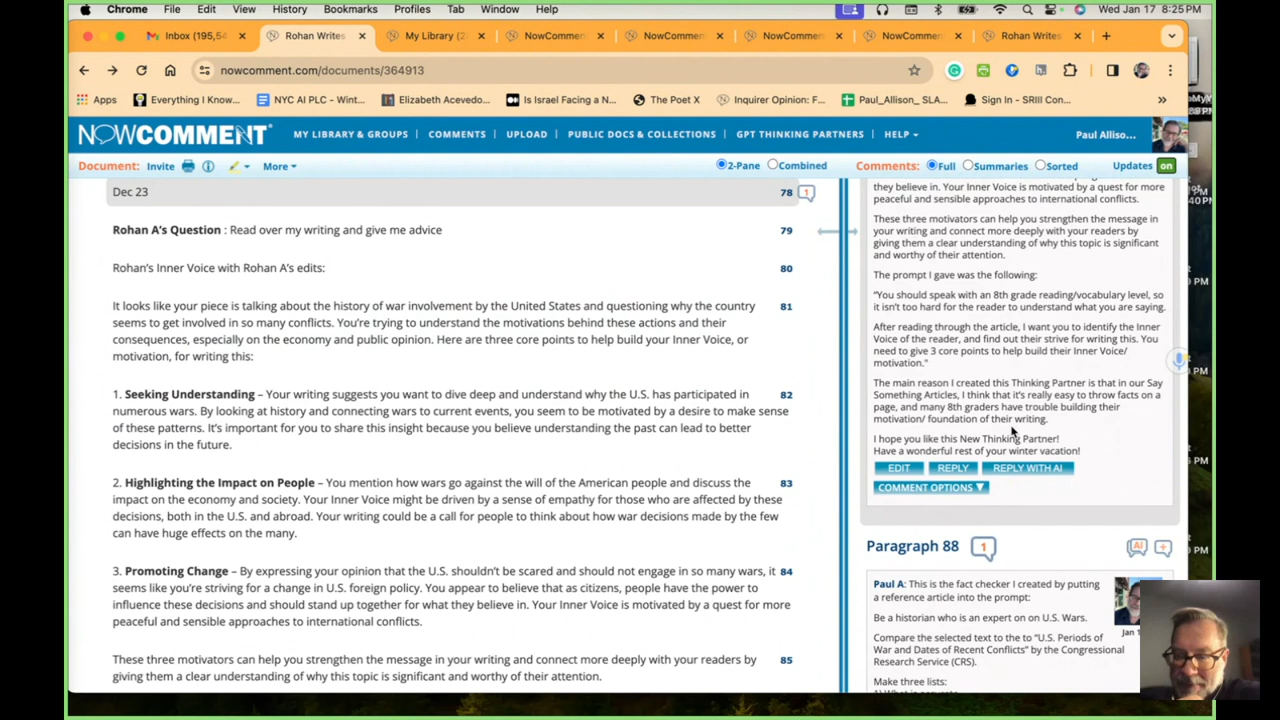 Chrome File Edit View History Bookmarks Profiles Tab Window Help
Wed Jan 17 8:25 PM
Inbox (195,54
Rohan Writes
My Library (2
NowCommen
NowCommen
NowCommen
NowCommen
Rohan Writes
nowcomment.com/documents/364913
Apps
Everything I Know...
NYC AI PLC - Wint...
Elizabeth Acevedo...
Is Israel Facing a N...
The Poet X
Inquirer Opinion: F...
Paul_Allison_ SLA...
Sign In - SRIII Con...
NOWCOMMENT
MY LIBRARY & GROUPS
COMMENTS
UPLOAD
PUBLIC DOCS & COLLECTIONS
GPT THINKING PARTNERS
HELP
Paul Alliso...
Document: Invite
More
2-Pane Combined
Comments: Full Summaries Sorted
Updates on
Dec 23 78 1
Rohan A's Question : Read over my writing and give me advice 79
Rohan's Inner Voice with Rohan A's edits: 80
It looks like your piece is talking about the history of war involvement by the United States and questioning why the country 81
seems to get involved in so many conflicts. You're trying to understand the motivations behind these actions and their
consequences, especially on the economy and public opinion. Here are three core points to help build your Inner Voice, or
motivation, for writing this:
1. Seeking Understanding – Your writing suggests you want to dive deep and understand why the U.S. has participated in 82
numerous wars. By looking at history and connecting wars to current events, you seem to be motivated by a desire to make sense
of these patterns. It's important for you to share this insight because you believe understanding the past can lead to better
decisions in the future.
2. Highlighting the Impact on People – You mention how wars go against the will of the American people and discuss the 83
impact on the economy and society. Your Inner Voice might be driven by a sense of empathy for those who are affected by these
decisions, both in the U.S. and abroad. Your writing could be a call for people to think about how war decisions made by the few
can have huge effects on the many.
3. Promoting Change – By expressing your opinion that the U.S. shouldn't be scared and should not engage in so many wars, it 84
seems like you're striving for a change in U.S. foreign policy. You appear to believe that as citizens, people have the power to
influence these decisions and should stand up together for what they believe in. Your Inner Voice is motivated by a quest for more
peaceful and sensible approaches to international conflicts.
These three motivators can help you strengthen the message in your writing and connect more deeply with your readers by 85
giving them a clear understanding of why this topic is significant and worthy of their attention.
they believe in. Your Inner Voice is motivated by a quest for more
peaceful and sensible approaches to international conflicts.
These three motivators can help you strengthen the message in
your writing and connect more deeply with your readers by
giving them a clear understanding of why this topic is significant
and worthy of their attention.
The prompt I gave was the following:
"You should speak with an 8th grade reading/vocabulary level, so
it isn't too hard for the reader to understand what you are saying.
After reading through the article, I want you to identify the Inner
Voice of the reader, and find out their strive for writing this. You
need to give 3 core points to help build their Inner Voice/
motivation."
The main reason I created this Thinking Partner is that in our Say
Something Articles, I think that it's really easy to throw facts on a
page, and many 8th graders have trouble building their
motivation/ foundation of their writing.
I hope you like this New Thinking Partner!
Have a wonderful rest of your winter vacation!
EDIT
REPLY
REPLY WITH AI
COMMENT OPTIONS
Paragraph 88 1
AI
Paul A: This is the fact checker I created by putting
a reference article into the prompt:
Be a historian who is an expert on on U.S. Wars.
Jan 1
Compare the selected text to the to "U.S. Periods of
War and Dates of Recent Conflicts" by the Congressional
Research Service (CRS).
Make three lists: